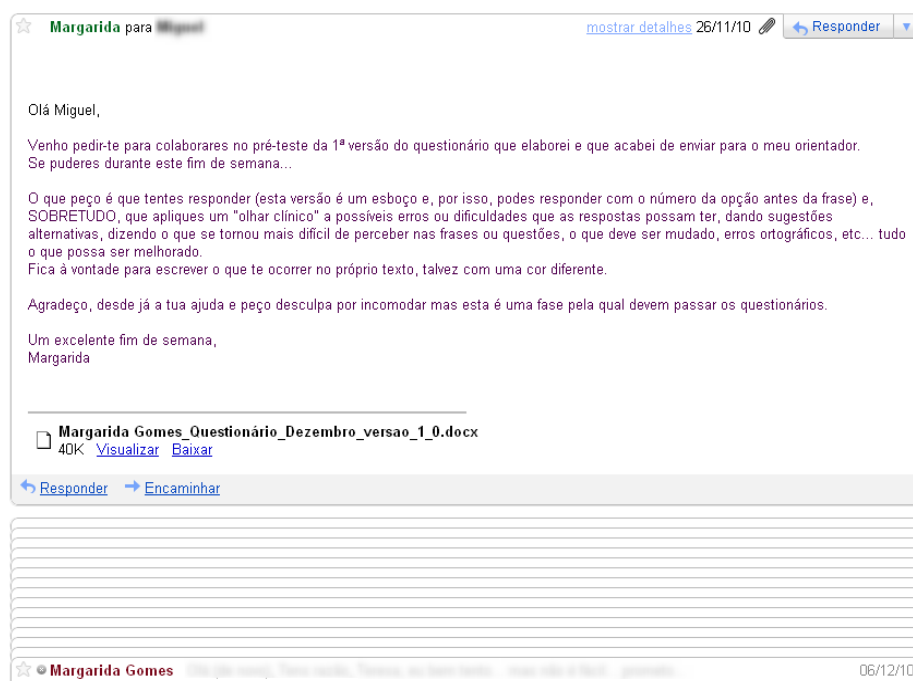 Margarida para
mostrar detalhes 26/11/10 Responder
Olá Miguel,
Venho pedir-te para colaborares no pré-teste da 1ª versão do questionário que elaborei e que acabei de enviar para o meu orientador.
Se puderes durante este fim de semana...
O que peço é que tentes responder (esta versão é um esboço e, por isso, podes responder com o número da opção antes da frase) e,
SOBRETUDO, que apliques um "olhar clínico" a possíveis erros ou dificuldades que as respostas possam ter, dando sugestões
alternativas, dizendo o que se tornou mais difícil de perceber nas frases ou questões, o que deve ser mudado, erros ortográficos, etc... tudo
o que possa ser melhorado.
Fica à vontade para escrever o que te ocorrer no próprio texto, talvez com uma cor diferente.
Agradeço, desde já a tua ajuda e peço desculpa por incomodar mas esta é uma fase pela qual devem passar os questionários.
Um excelente fim de semana,
Margarida
Margarida Gomes_Questionário_Dezembro_versao_1_0.docx
40K Visualizar Baixar
Responder Encaminhar
Margarida Gomes 06/12/10